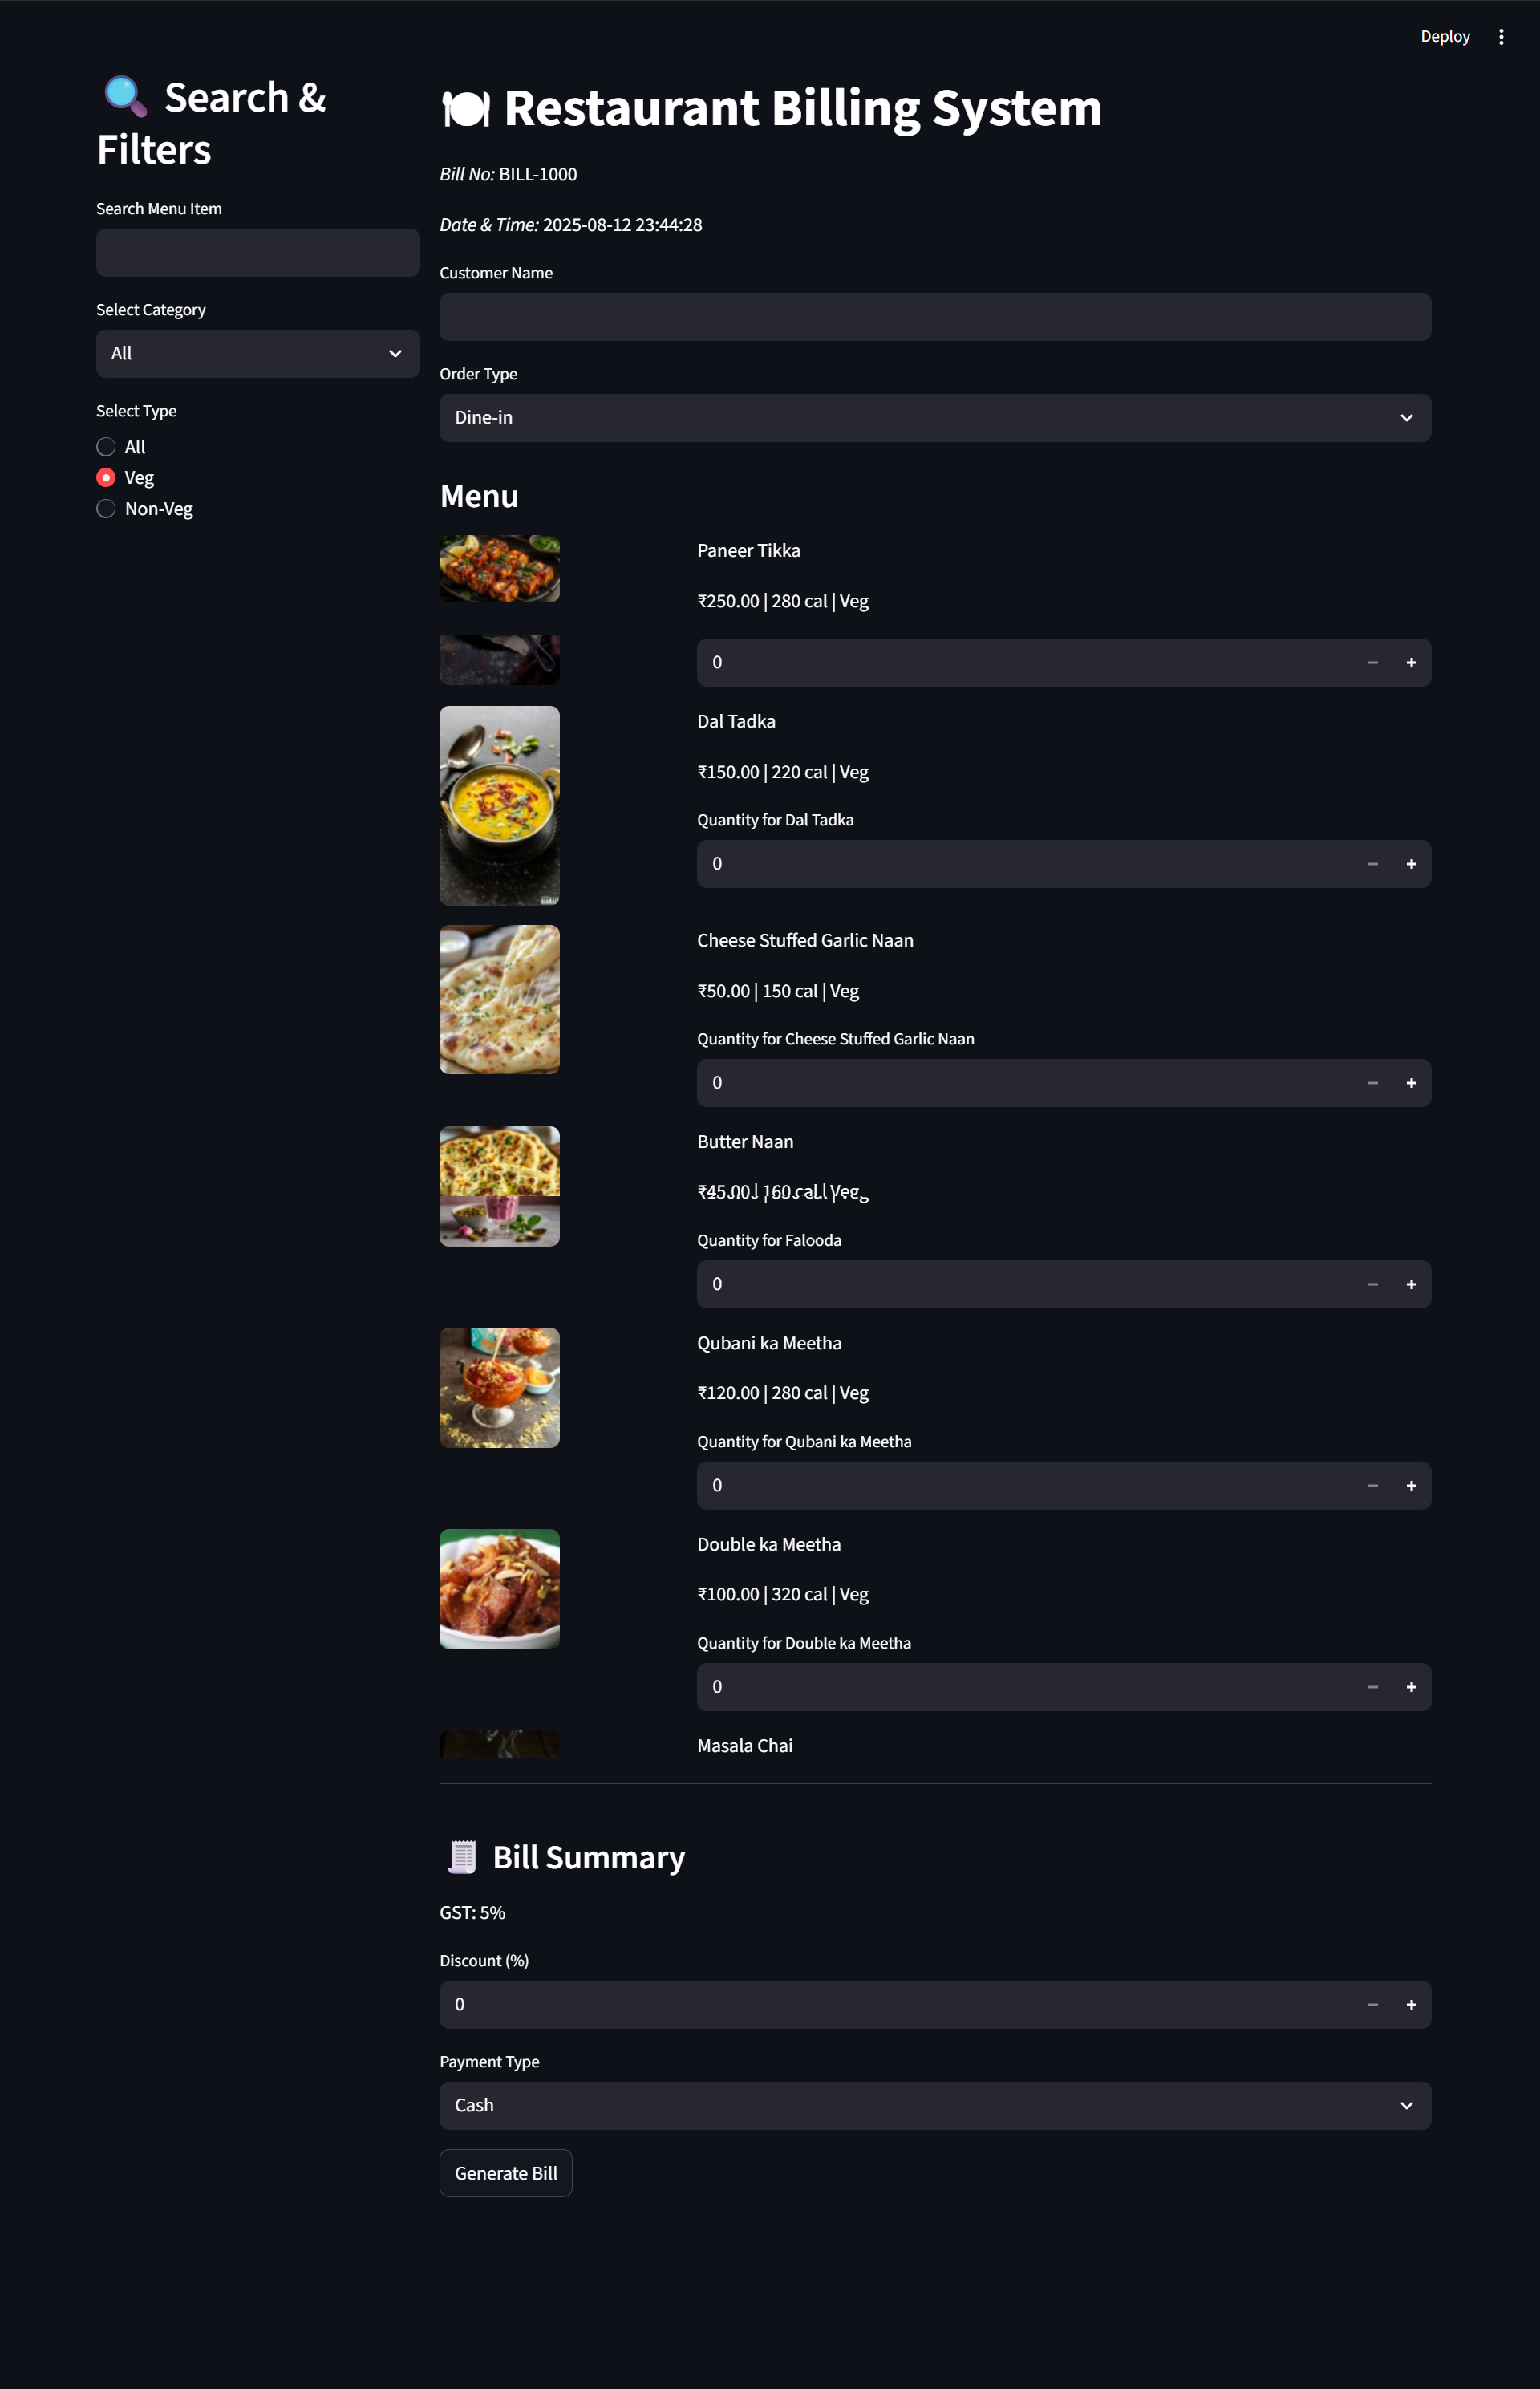 Deploy
Search &
Filters
Search Menu Item
Select Category
All
Select Type
All
Veg
Non-Veg
Restaurant Billing System
Bill No: BILL-1000
Date & Time: 2025-08-12 23:44:28
Customer Name
Order Type
Dine-in
Menu
Paneer Tikka
₹250.00 | 280 cal | Veg
0
Dal Tadka
₹150.00 | 220 cal | Veg
Quantity for Dal Tadka
0
Cheese Stuffed Garlic Naan
₹50.00 | 150 cal | Veg
Quantity for Cheese Stuffed Garlic Naan
0
Butter Naan
₹45.00 | 160 cal | Veg
Quantity for Falooda
0
Qubani ka Meetha
₹120.00 | 280 cal | Veg
Quantity for Qubani ka Meetha
0
Double ka Meetha
₹100.00 | 320 cal | Veg
Quantity for Double ka Meetha
0
Masala Chai
Bill Summary
GST: 5%
Discount (%)
0
Payment Type
Cash
Generate Bill